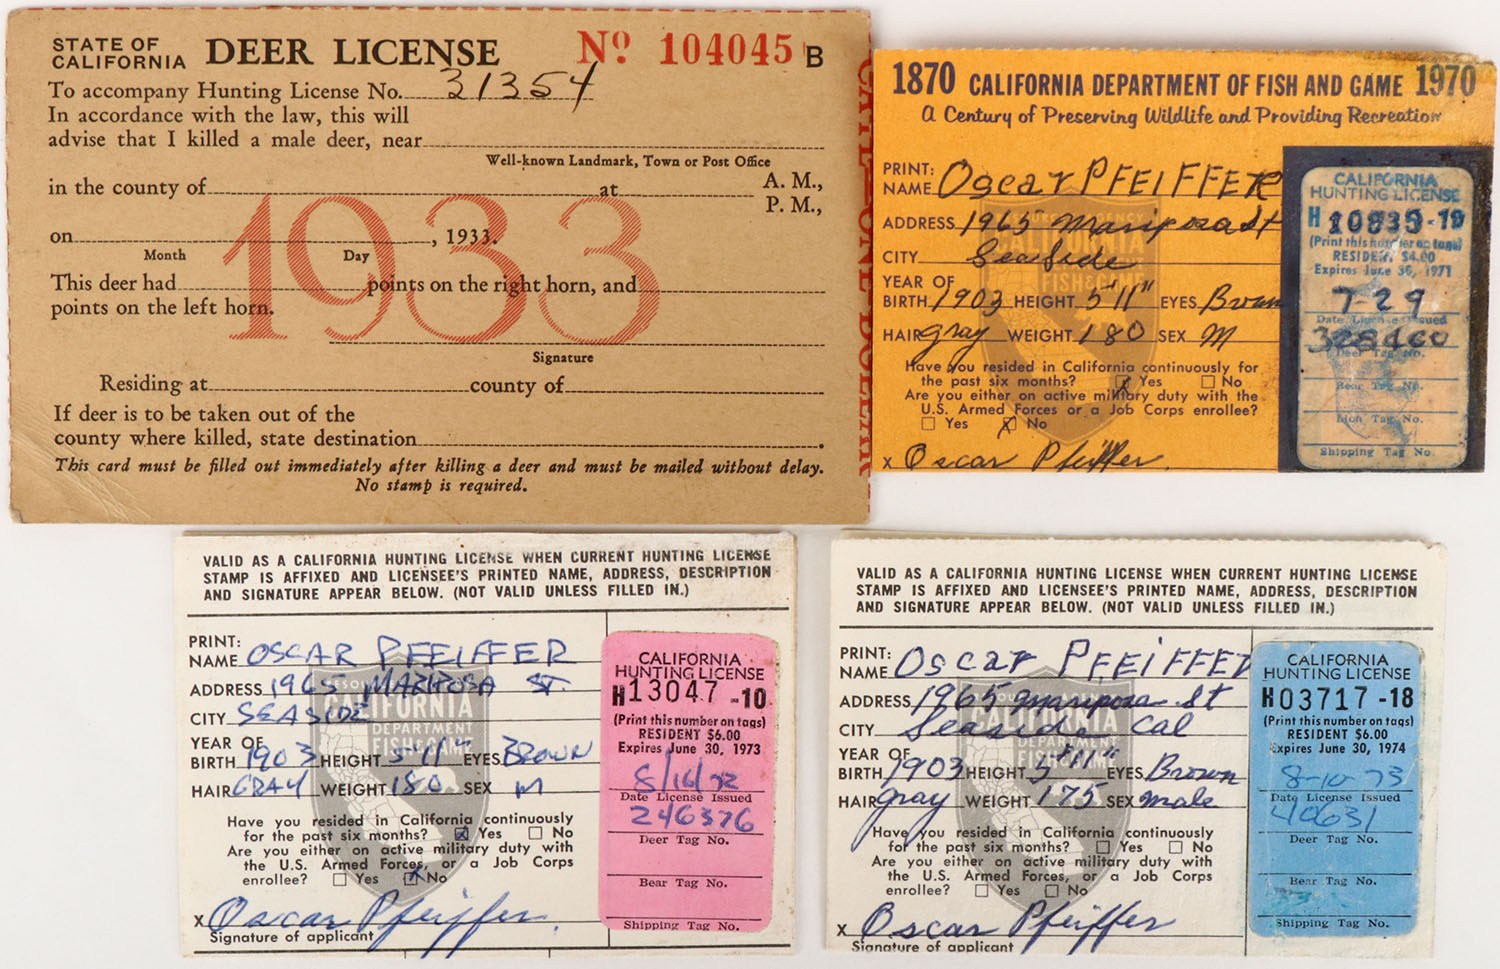 STATE OF CALIFORNIA DEER LICENSE Nº 104045 B
To accompany Hunting License No. 31354
In accordance with the law, this will
advise that I killed a male deer, near
Well-known Landmark, Town or Post Office
in the county of at A. M.,
P. M.,
1933
on , 1933.
Month Day
This deer had points on the right horn, and
points on the left horn.
Signature
Residing at county of
If deer is to be taken out of the
county where killed, state destination .
This card must be filled out immediately after killing a deer and must be mailed without delay.
No stamp is required.
1870 CALIFORNIA DEPARTMENT OF FISH AND GAME 1970
A Century of Preserving Wildlife and Providing Recreation
PRINT:
NAME Oscar PFEIFFER
ADDRESS 1965 Mariposa St
CITY Seaside
YEAR OF
BIRTH 1903 HEIGHT 5'11" EYES Brown
HAIR gray WEIGHT 180 SEX M
Have you resided in California continuously for
the past six months? X Yes No
Are you either on active military duty with the
U.S. Armed Forces or a Job Corps enrollee?
Yes X No
X Oscar Pfeiffer
CALIFORNIA
HUNTING LICENSE
(Print this number on tags)
RESIDENT $4.00
Expires June 30, 1971
7-29
Date License Issued
328460
Deer Tag No.
Bear Tag No.
Lion Tag No.
Shipping Tag No.
VALID AS A CALIFORNIA HUNTING LICENSE WHEN CURRENT HUNTING LICENSE
STAMP IS AFFIXED AND LICENSEE'S PRINTED NAME, ADDRESS, DESCRIPTION
AND SIGNATURE APPEAR BELOW. (NOT VALID UNLESS FILLED IN.)
PRINT:
NAME OSCAR PFEIFFER
ADDRESS 1965 MARIPOSA ST.
CITY SEASIDE
YEAR OF
BIRTH 1903 HEIGHT 5'11" EYES BROWN
HAIR GRAY WEIGHT 180 SEX M
Have you resided in California continuously
for the past six months? X Yes No
Are you either on active military duty with
the U.S. Armed Forces, or a Job Corps
enrollee? Yes X No
X Oscar Pfeiffer
Signature of applicant
CALIFORNIA
HUNTING LICENSE
H13047 -10
(Print this number on tags)
RESIDENT $6.00
Expires June 30, 1973
8/16/72
Date License Issued
246376
Deer Tag No.
Bear Tag No.
Shipping Tag No.
VALID AS A CALIFORNIA HUNTING LICENSE WHEN CURRENT HUNTING LICENSE
STAMP IS AFFIXED AND LICENSEE'S PRINTED NAME, ADDRESS, DESCRIPTION
AND SIGNATURE APPEAR BELOW. (NOT VALID UNLESS FILLED IN.)
PRINT:
NAME Oscar PFEIFFER
ADDRESS 1965 Mariposa St
CITY Seaside Cal
YEAR OF
BIRTH 1903 HEIGHT 5'11" EYES Brown
HAIR gray WEIGHT 175 SEX male
Have you resided in California continuously
for the past six months? Yes No
Are you either on active military duty with
the U.S. Armed Forces, or a Job Corps
enrollee? Yes No
X Oscar Pfeiffer
Signature of applicant
CALIFORNIA
HUNTING LICENSE
H03717 -18
(Print this number on tags)
RESIDENT $6.00
Expires June 30, 1974
8-10-73
Date License Issued
40631
Deer Tag No.
Bear Tag No.
Shipping Tag No.